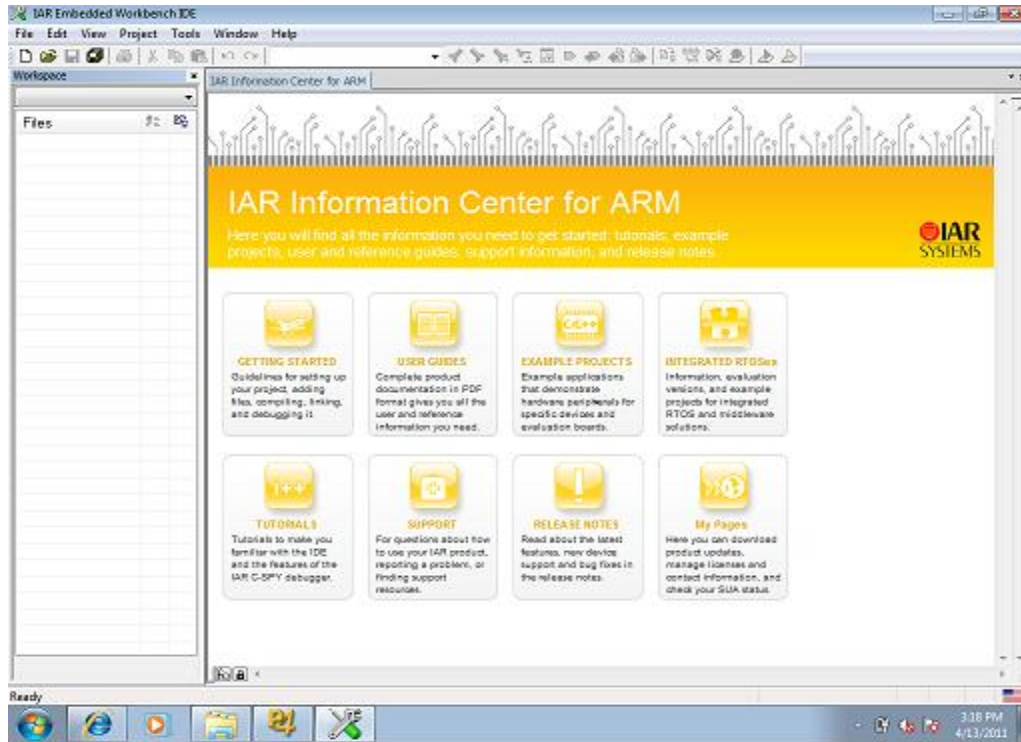 IAR Embedded Workbench IDE
File Edit View Project Tools Window Help
Workspace
IAR Information Center for ARM
Files
IAR Information Center for ARM
Here you will find all the information you need to get started: tutorials, example
projects, user and reference guides, support information, and release notes.
IAR
SYSTEMS
GETTING STARTED
Guidelines for setting up
your project, adding
files, compiling, linking,
and debugging it.
USER GUIDES
Complete product
documentation in PDF
format gives you all the
user and reference
information you need.
EXAMPLE PROJECTS
Example applications
that demonstrate
hardware peripherals for
specific devices and
evaluation boards.
INTEGRATED RTOSes
Information, evaluation
versions, and example
projects for integrated
RTOS and middleware
solutions.
TUTORIALS
Tutorials to make you
familiar with the IDE
and the features of the
IAR C-SPY debugger.
SUPPORT
For questions about how
to use your IAR product,
reporting a problem, or
finding support
resources.
RELEASE NOTES
Read about the latest
features, new device
support and bug fixes in
the release notes.
My Pages
Here you can download
product updates,
manage licenses and
contact information, and
check your SUA status.
Ready
3:18 PM
4/13/2011